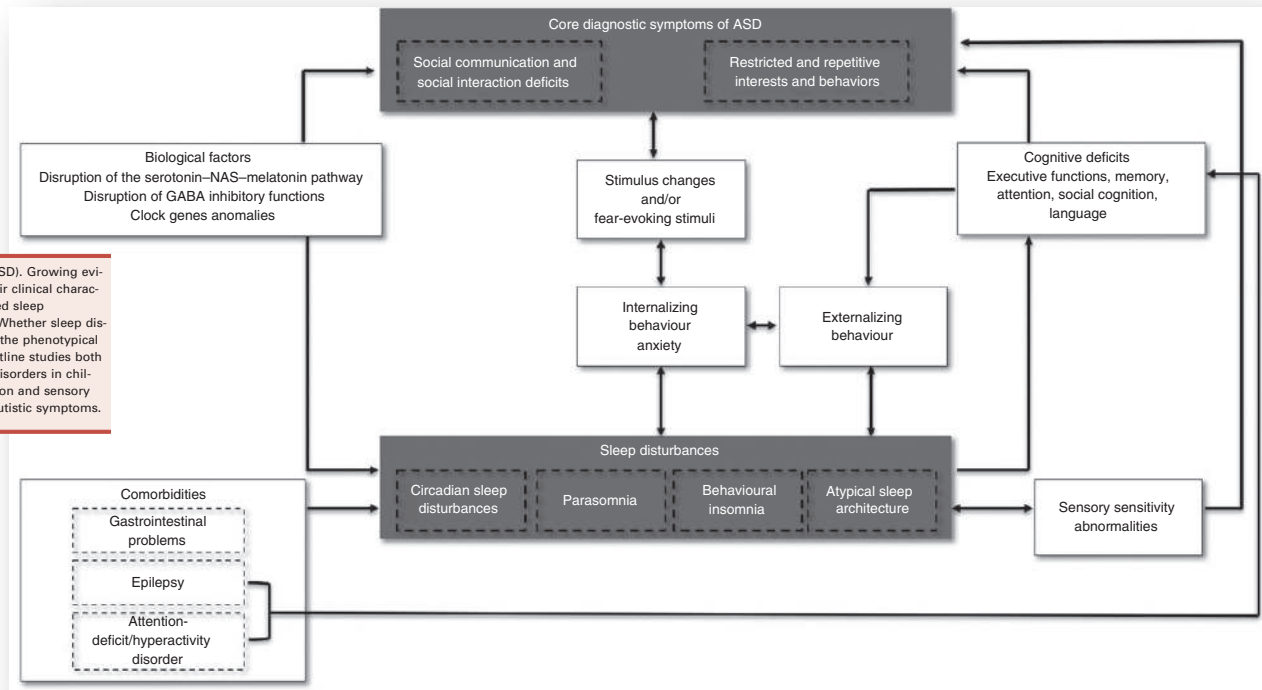 Core diagnostic symptoms of ASD
Social communication and
social interaction deficits
Restricted and repetitive
interests and behaviors
Biological factors
Disruption of the serotonin–NAS–melatonin pathway
Disruption of GABA inhibitory functions
Clock genes anomalies
Stimulus changes
and/or
fear-evoking stimuli
Cognitive deficits
Executive functions, memory,
attention, social cognition,
language
SD). Growing evi-
ir clinical charac-
ed sleep
Whether sleep dis-
the phenotypical
tline studies both
isorders in chil-
on and sensory
utistic symptoms.
Internalizing
behaviour
anxiety
Externalizing
behaviour
Sleep disturbances
Circadian sleep
disturbances
Parasomnia
Behavioural
insomnia
Atypical sleep
architecture
Sensory sensitivity
abnormalities
Comorbidities
Gastrointestinal
problems
Epilepsy
Attention-
deficit/hyperactivity
disorder